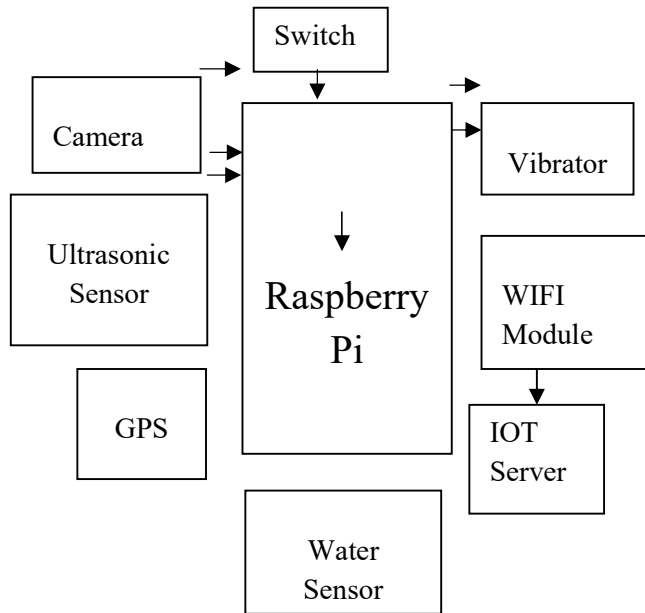 Switch
Camera
Vibrator
Ultrasonic
Sensor
Raspberry
Pi
WIFI
Module
GPS
IOT
Server
Water
Sensor